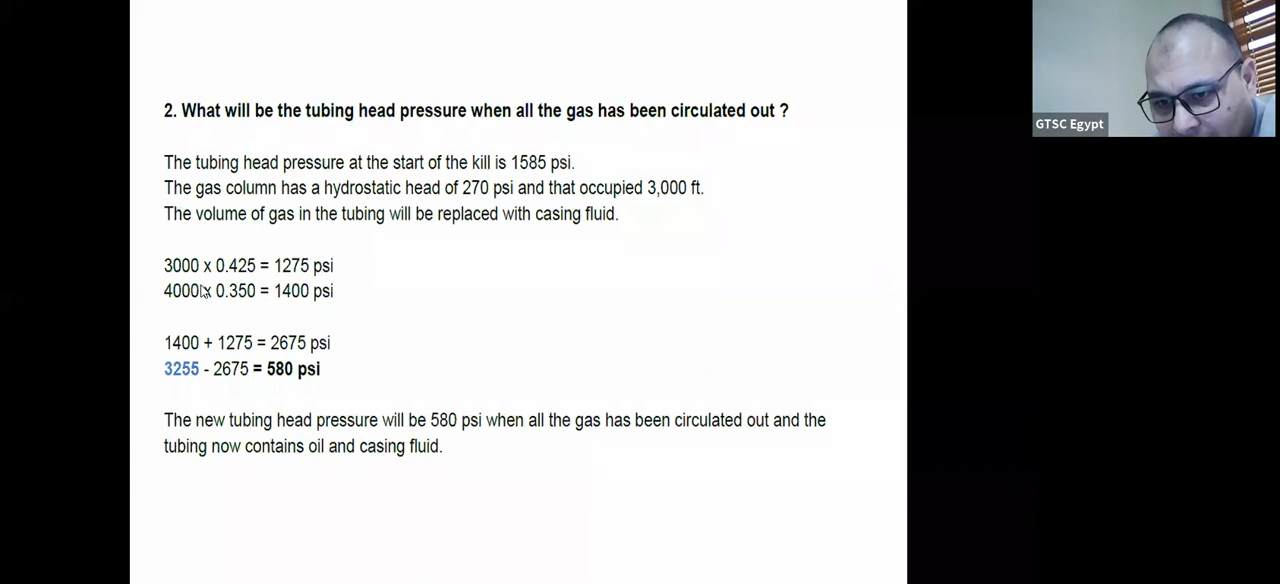 2. What will be the tubing head pressure when all the gas has been circulated out ?
The tubing head pressure at the start of the kill is 1585 psi.
The gas column has a hydrostatic head of 270 psi and that occupied 3,000 ft.
The volume of gas in the tubing will be replaced with casing fluid.
3000 x 0.425 = 1275 psi
4000 x 0.350 = 1400 psi
1400 + 1275 = 2675 psi
3255 - 2675 = 580 psi
The new tubing head pressure will be 580 psi when all the gas has been circulated out and the
tubing now contains oil and casing fluid.
GTSC Egypt